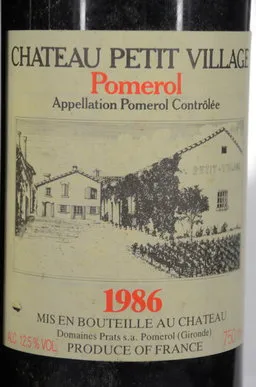 CHATEAU PETIT VILLAGE
Pomerol
Appellation Pomerol Contrôlée
PETIT-VILLAGE
1986
MIS EN BOUTEILLE AU CHATEAU
ALC. 12,5 % VOL.
Domaines Prats s.a. Pomerol (Gironde)
PRODUCE OF FRANCE